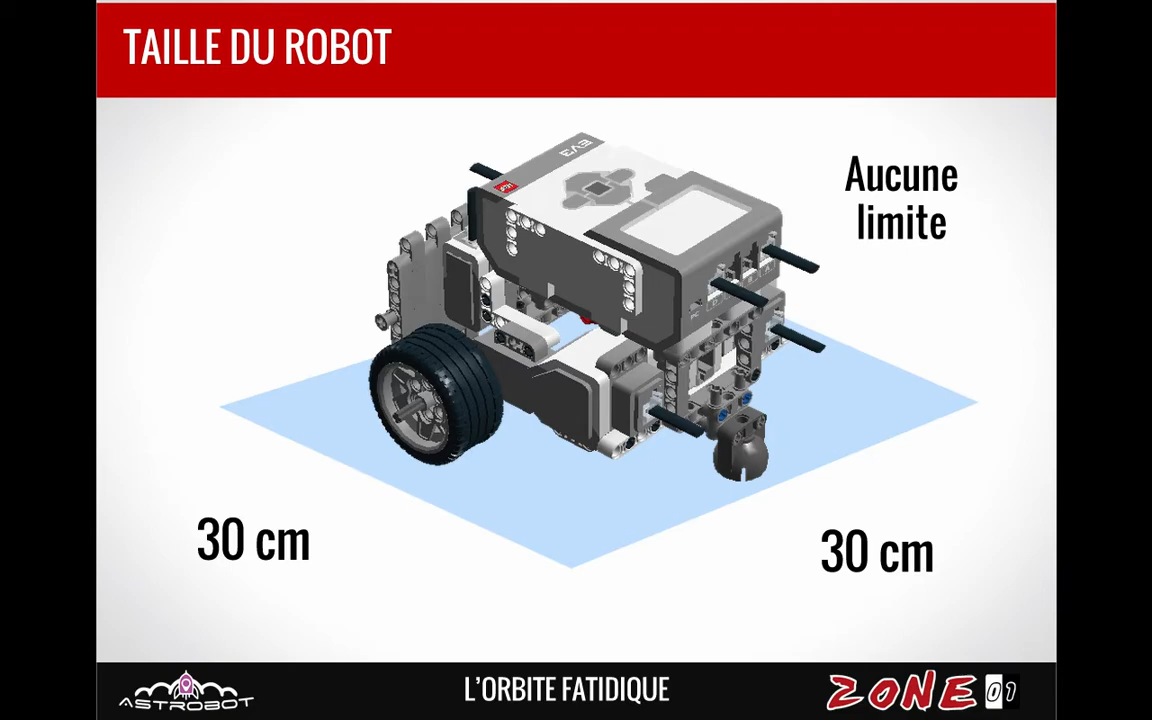 TAILLE DU ROBOT
EV3
Aucune
limite
30 cm
30 cm
ASTROBOT
L'ORBITE FATIDIQUE
ZONE 01